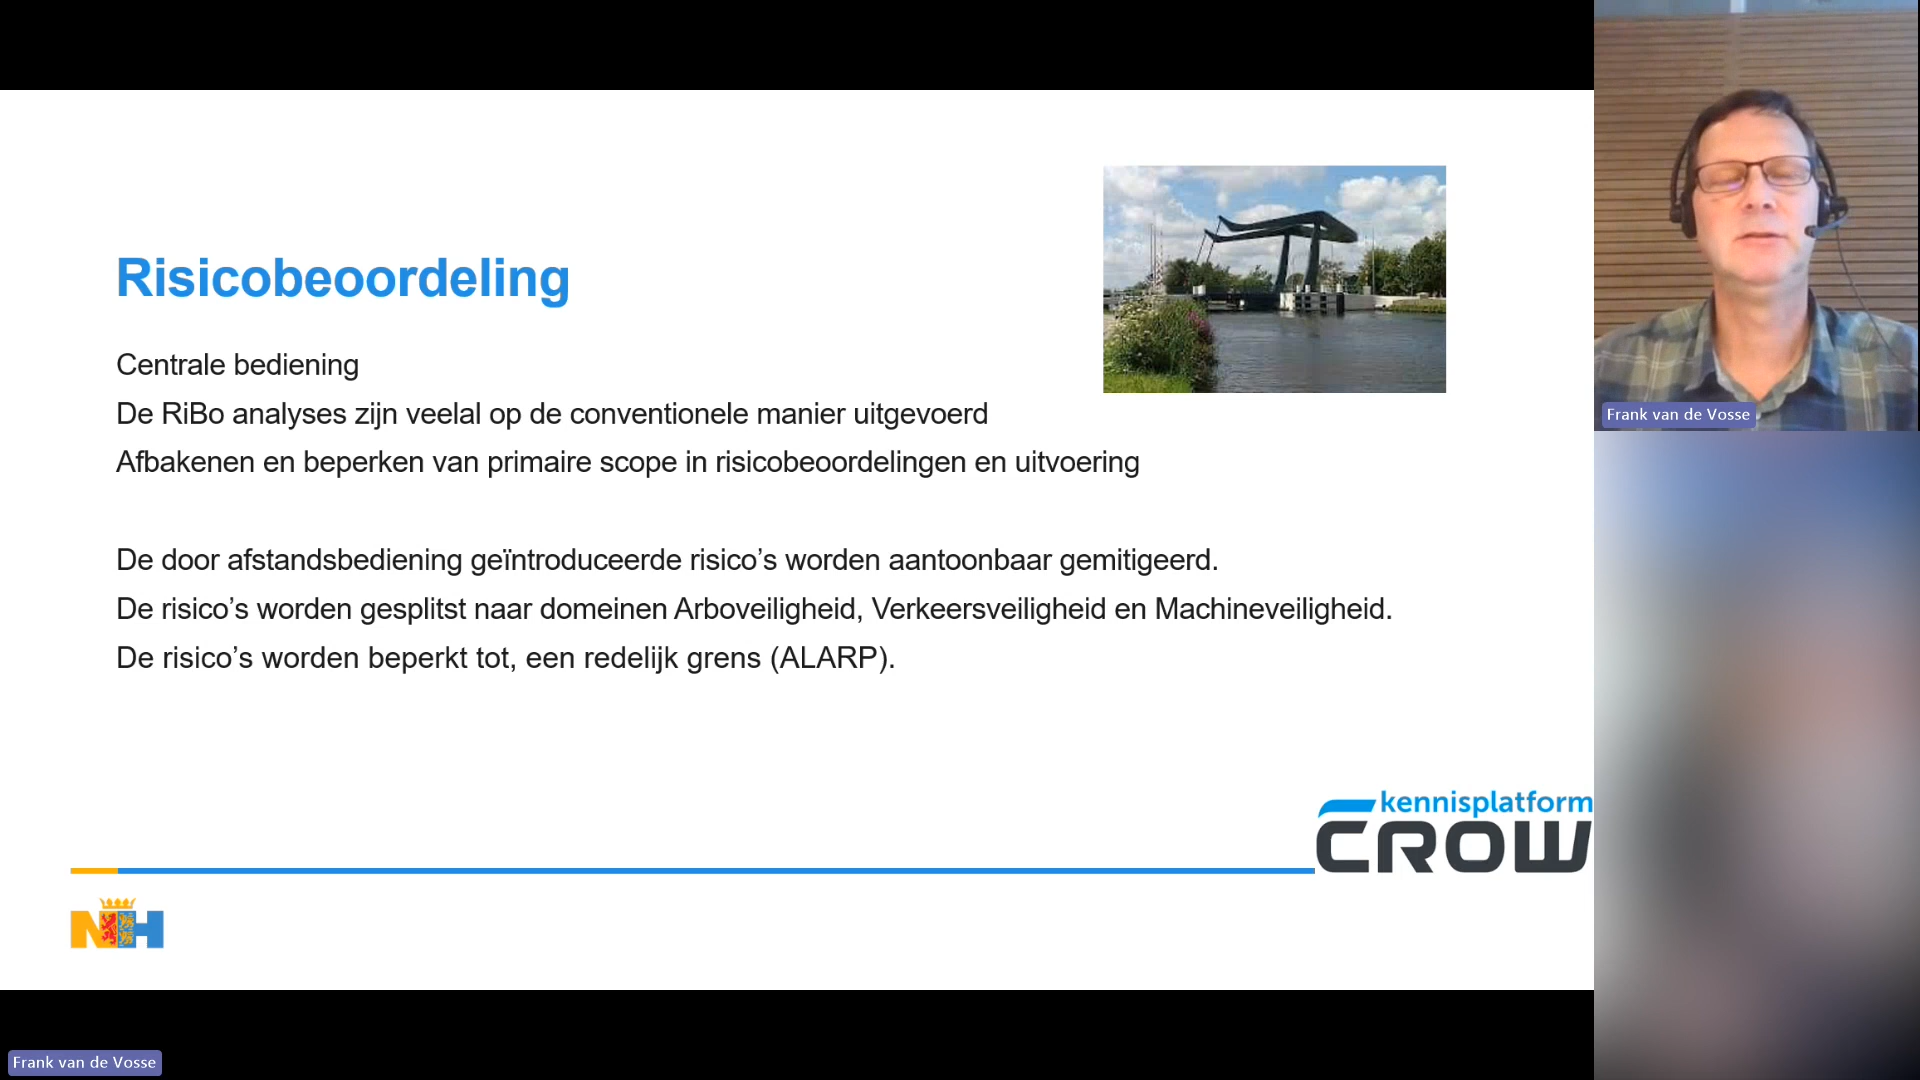 Risicobeoordeling
Centrale bediening
De RiBo analyses zijn veelal op de conventionele manier uitgevoerd
Afbakenen en beperken van primaire scope in risicobeoordelingen en uitvoering
De door afstandsbediening geïntroduceerde risico’s worden aantoonbaar gemitigeerd.
De risico’s worden gesplitst naar domeinen Arboveiligheid, Verkeersveiligheid en Machineveiligheid.
De risico’s worden beperkt tot, een redelijk grens (ALARP).
kennisplatform
CROW
NH
Frank van de Vosse
Frank van de Vosse